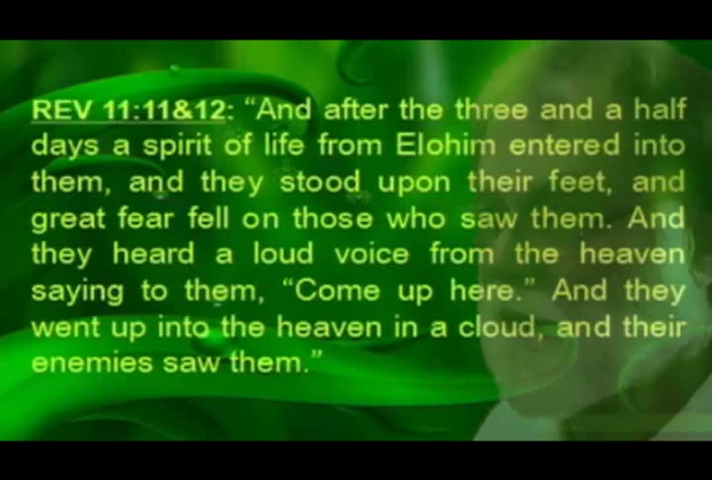 REV 11:11&12: “And after the three and a half
days a spirit of life from Elohim entered into
them, and they stood upon their feet, and
great fear fell on those who saw them. And
they heard a loud voice from the heaven
saying to them, “Come up here.” And they
went up into the heaven in a cloud, and their
enemies saw them.”